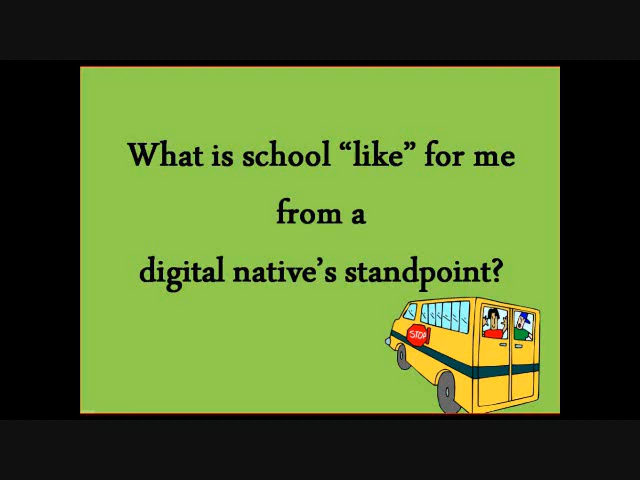 What is school “like” for me
from a
digital native’s standpoint?
STOP